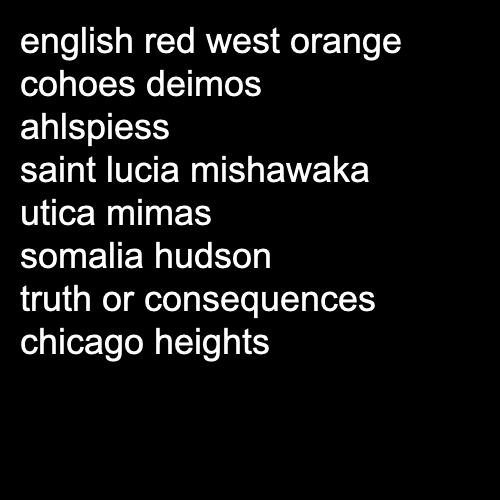 english red west orange
cohoes deimos
ahlspiess
saint lucia mishawaka
utica mimas
somalia hudson
truth or consequences
chicago heights